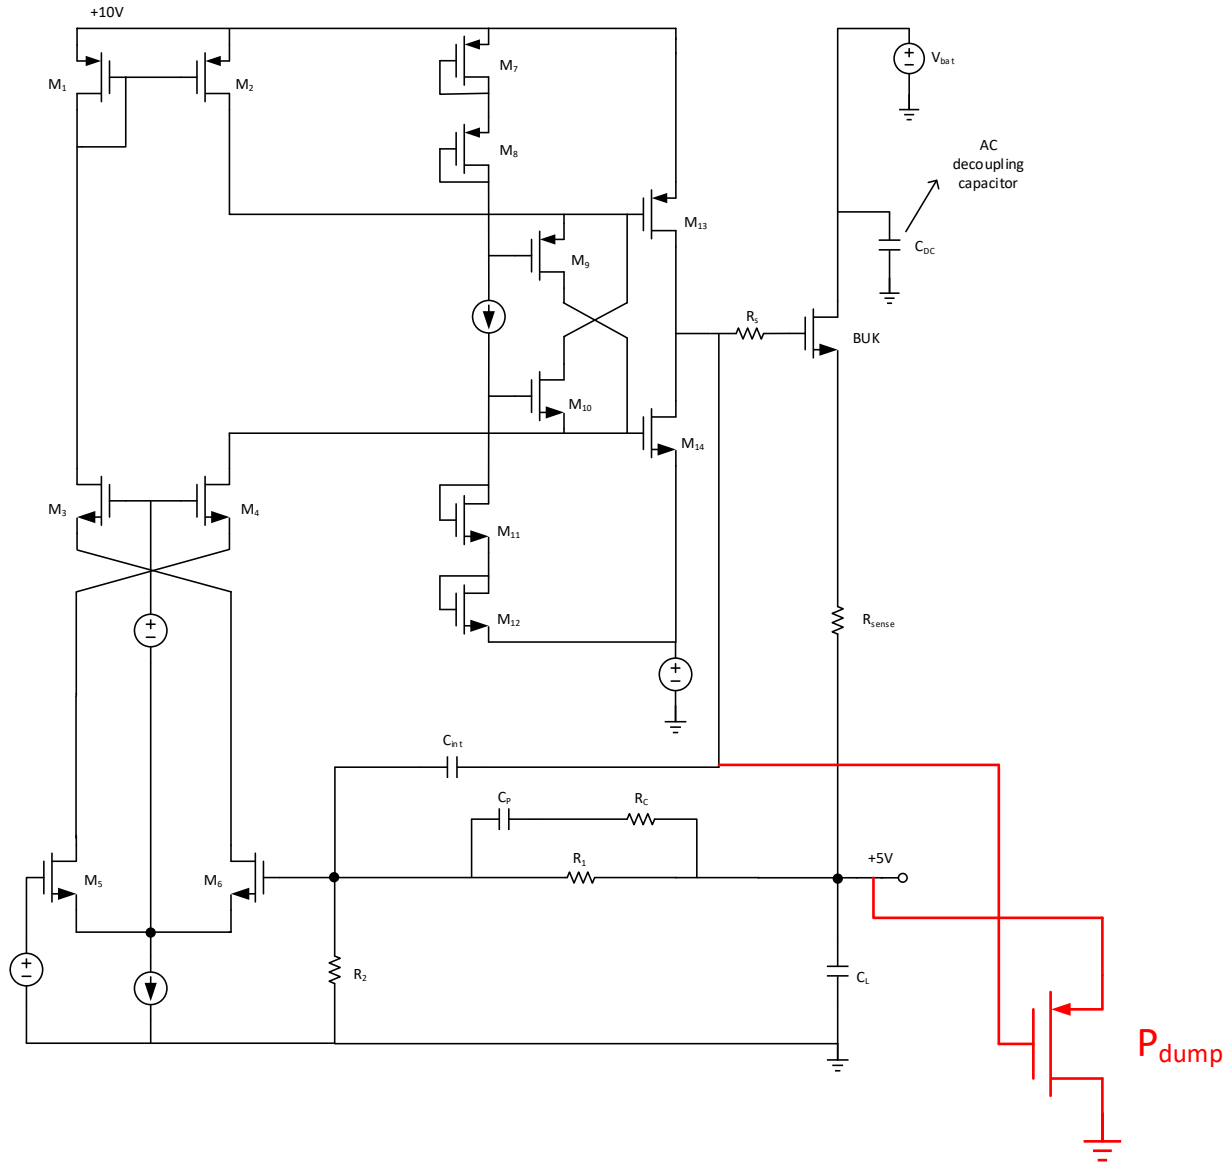 +10V
M1
M2
M7
Vbat
M8
AC
decoupling
capacitor
M13
CDC
M9
Rs
BUK
M10
M14
M3
M4
M11
M12
Rsense
Cint
CP
RC
R1
+5V
M5
M6
R2
CL
Pdump